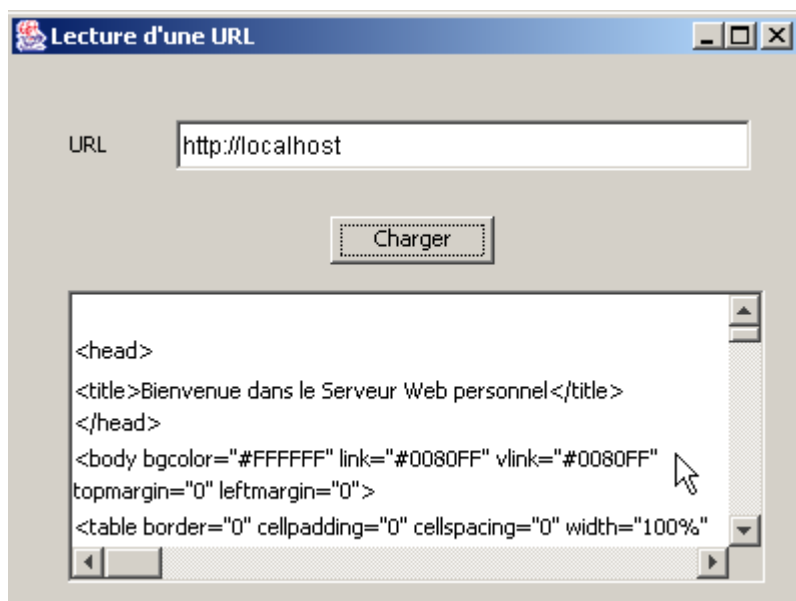 Lecture d'une URL
URL
http://localhost
Charger
<head>
<title>Bienvenue dans le Serveur Web personnel</title>
</head>
<body bgcolor="#FFFFFF" link="#0080FF" vlink="#0080FF"
topmargin="0" leftmargin="0">
<table border="0" cellpadding="0" cellspacing="0" width="100%"